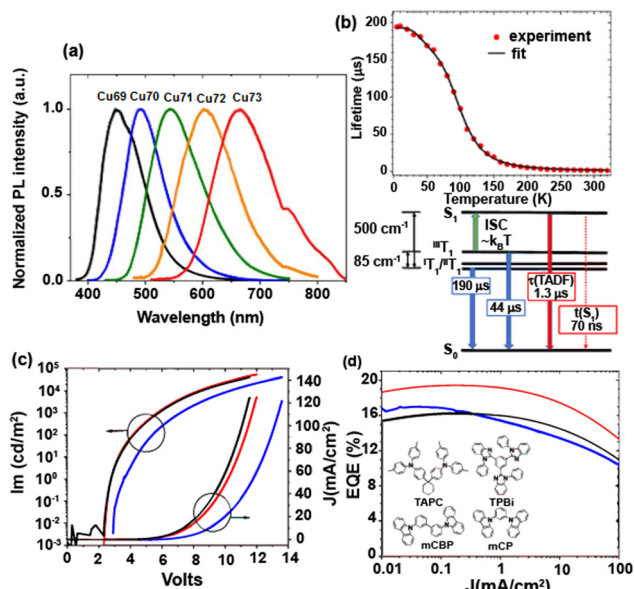 (a)
Cu69 Cu70 Cu71 Cu72 Cu73
Normalized PL intensity (a.u.)
1.0
0.5
0.0
400 500 600 700 800
Wavelength (nm)
(b)
experiment
fit
Lifetime (µs)
200
150
100
50
0
0 50 100 150 200 250 300
Temperature (K)
S1
500 cm-1
ISC
~kBT
IIIT1
85 cm-1
IT1/IIT1
190 µs
44 µs
τ(TADF)
1.3 µs
t(S1)
70 ns
S0
(c)
lm (cd/m2)
10^5
10^4
10^3
10^2
10^1
10^0
10^-1
10^-2
10^-3
0 2 4 6 8 10 12 14
Volts
140
120
100
80
60
40
20
0
J(mA/cm2)
(d)
EQE (%)
20
16
12
8
4
0
TAPC
TPBi
mCBP
mCP
0.01 0.1 1 10 100
J(mA/cm2)